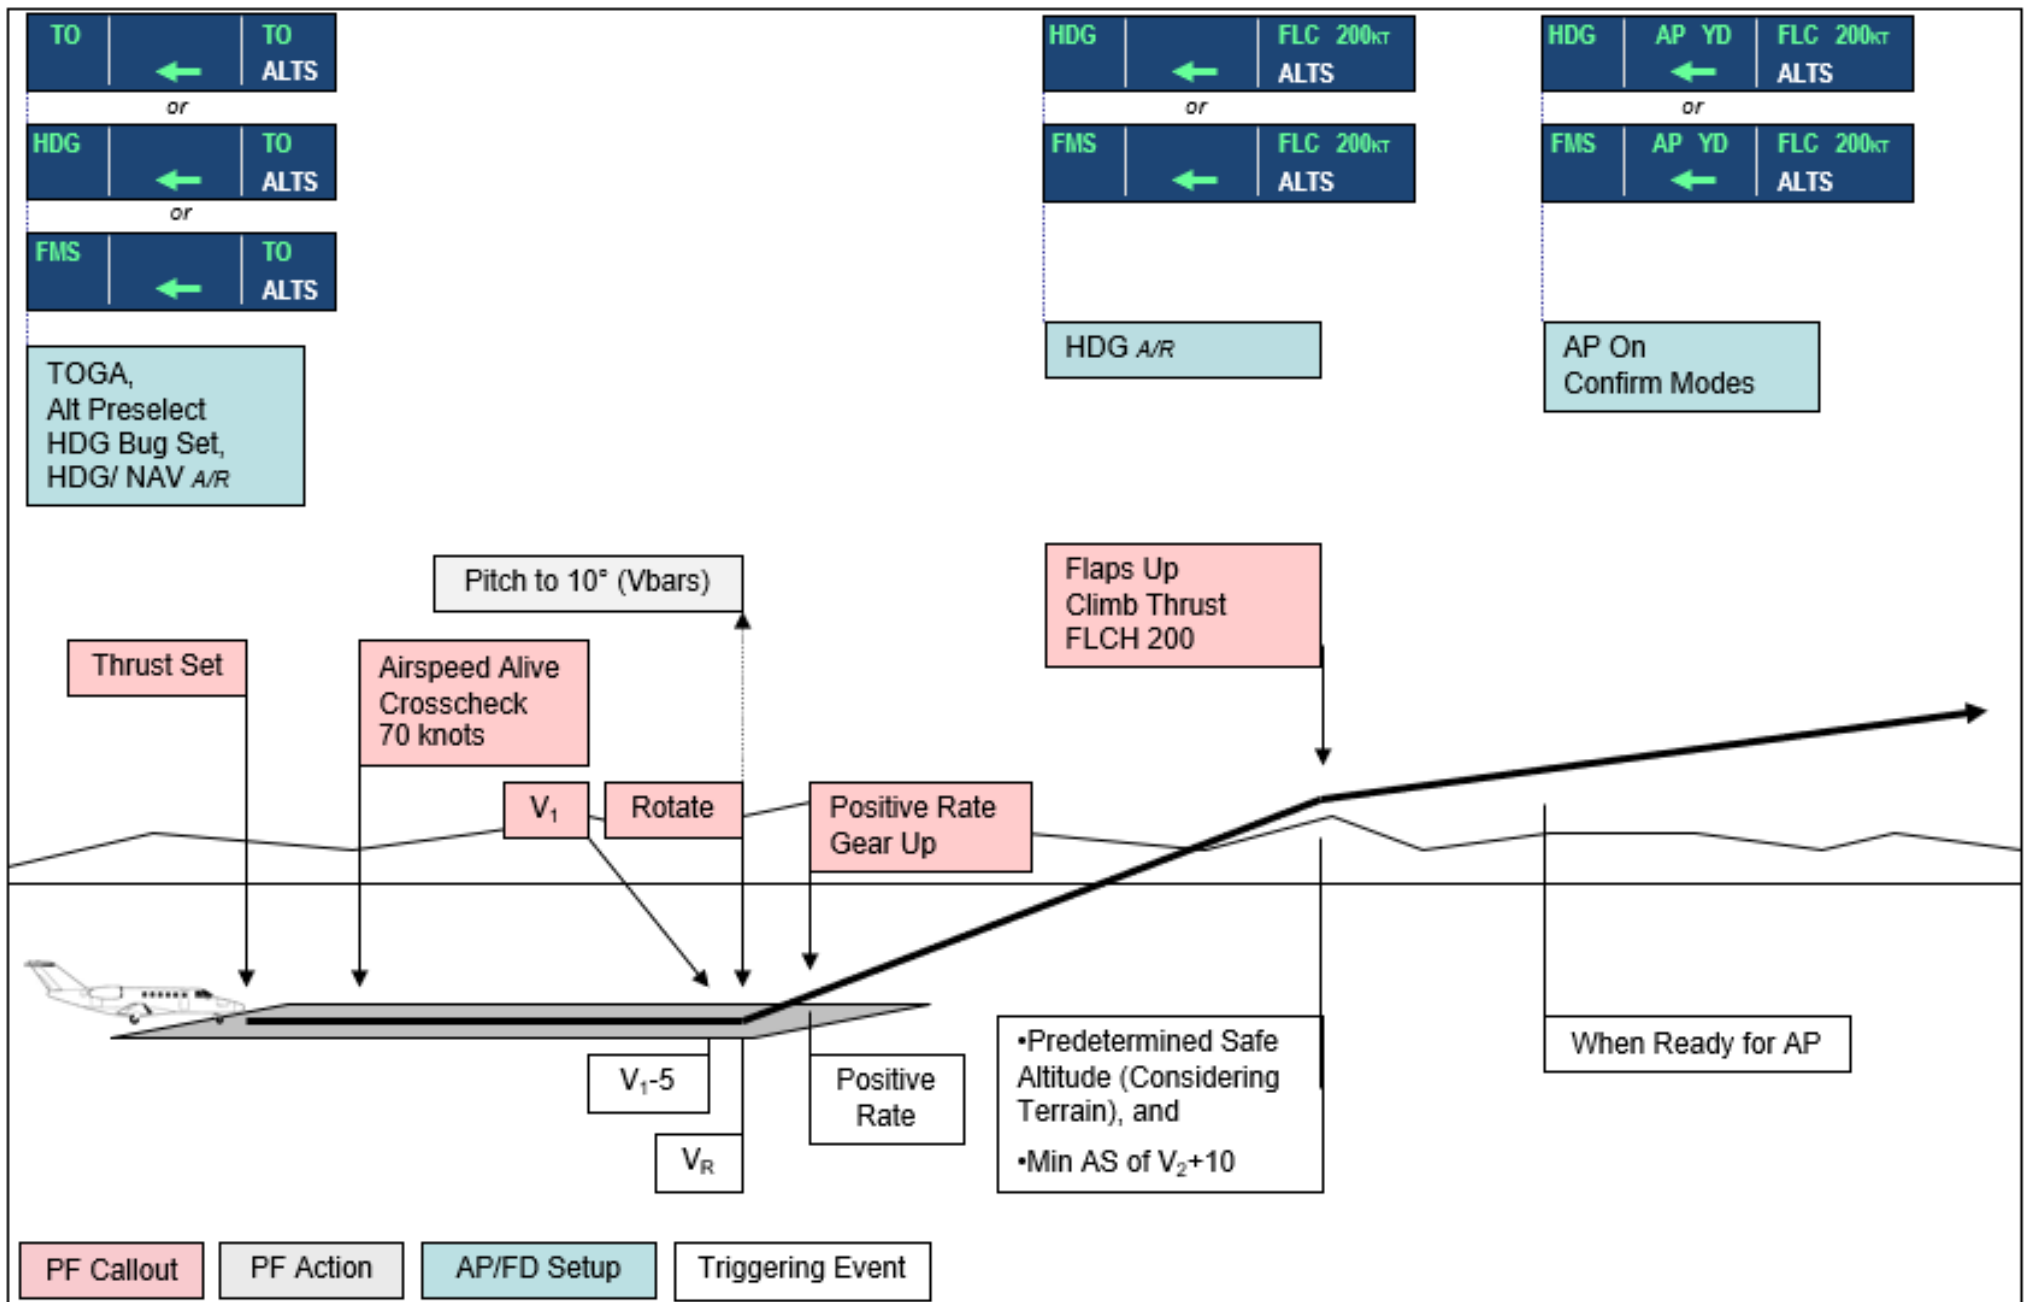 TO TO
ALTS
or
HDG TO
ALTS
or
FMS TO
ALTS
TOGA,
Alt Preselect
HDG Bug Set,
HDG/ NAV A/R
HDG FLC 200KT
ALTS
or
FMS FLC 200KT
ALTS
HDG A/R
HDG AP YD FLC 200KT
ALTS
or
FMS AP YD FLC 200KT
ALTS
AP On
Confirm Modes
Pitch to 10° (Vbars)
Thrust Set
Airspeed Alive
Crosscheck
70 knots
V₁
Rotate
Positive Rate
Gear Up
Flaps Up
Climb Thrust
FLCH 200
V₁-5
VR
Positive
Rate
•Predetermined Safe
Altitude (Considering
Terrain), and
•Min AS of V₂+10
When Ready for AP
PF Callout
PF Action
AP/FD Setup
Triggering Event